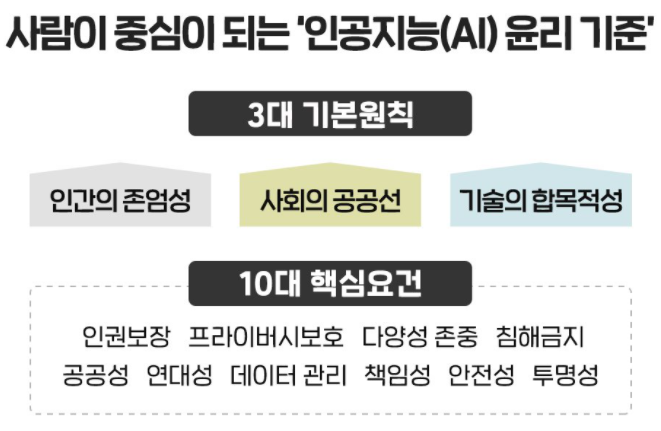 사람이 중심이 되는 '인공지능(AI) 윤리 기준'
3대 기본원칙
인간의 존엄성 사회의 공공선 기술의 합목적성
10대 핵심요건
인권보장 프라이버시보호 다양성 존중 침해금지
공공성 연대성 데이터 관리 책임성 안전성 투명성